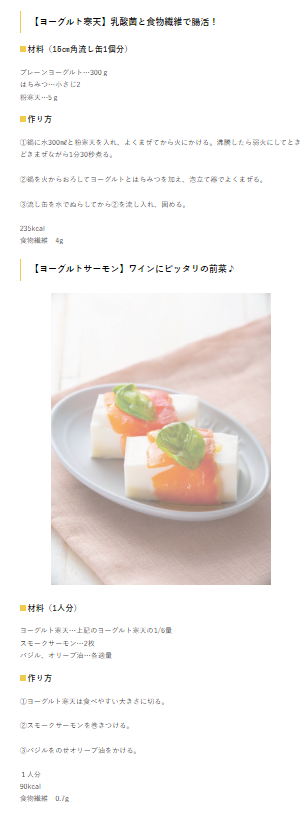 【ヨーグルト寒天】乳酸菌と食物繊維で腸活！
■材料（15㎝角流し缶1個分）
プレーンヨーグルト…300ｇ
はちみつ…小さじ2
粉寒天…5ｇ
■作り方
①鍋に水300㎖と粉寒天を入れ、よくまぜてから火にかける。沸騰したら弱火にしてとき
どきまぜながら1分30秒煮る。
②鍋を火からおろしてヨーグルトとはちみつを加え、泡立て器でよくまぜる。
③流し缶を水でぬらしてから②を流し入れ、固める。
235kcal
食物繊維　4g
【ヨーグルトサーモン】ワインにピッタリの前菜♪
■材料（1人分）
ヨーグルト寒天…上記のヨーグルト寒天の1/6量
スモークサーモン…2枚
バジル、オリーブ油…各適量
■作り方
①ヨーグルト寒天は食べやすい大きさに切る。
②スモークサーモンを巻きつける。
③バジルをのせオリーブ油をかける。
１人分
90kcal
食物繊維　0.7g